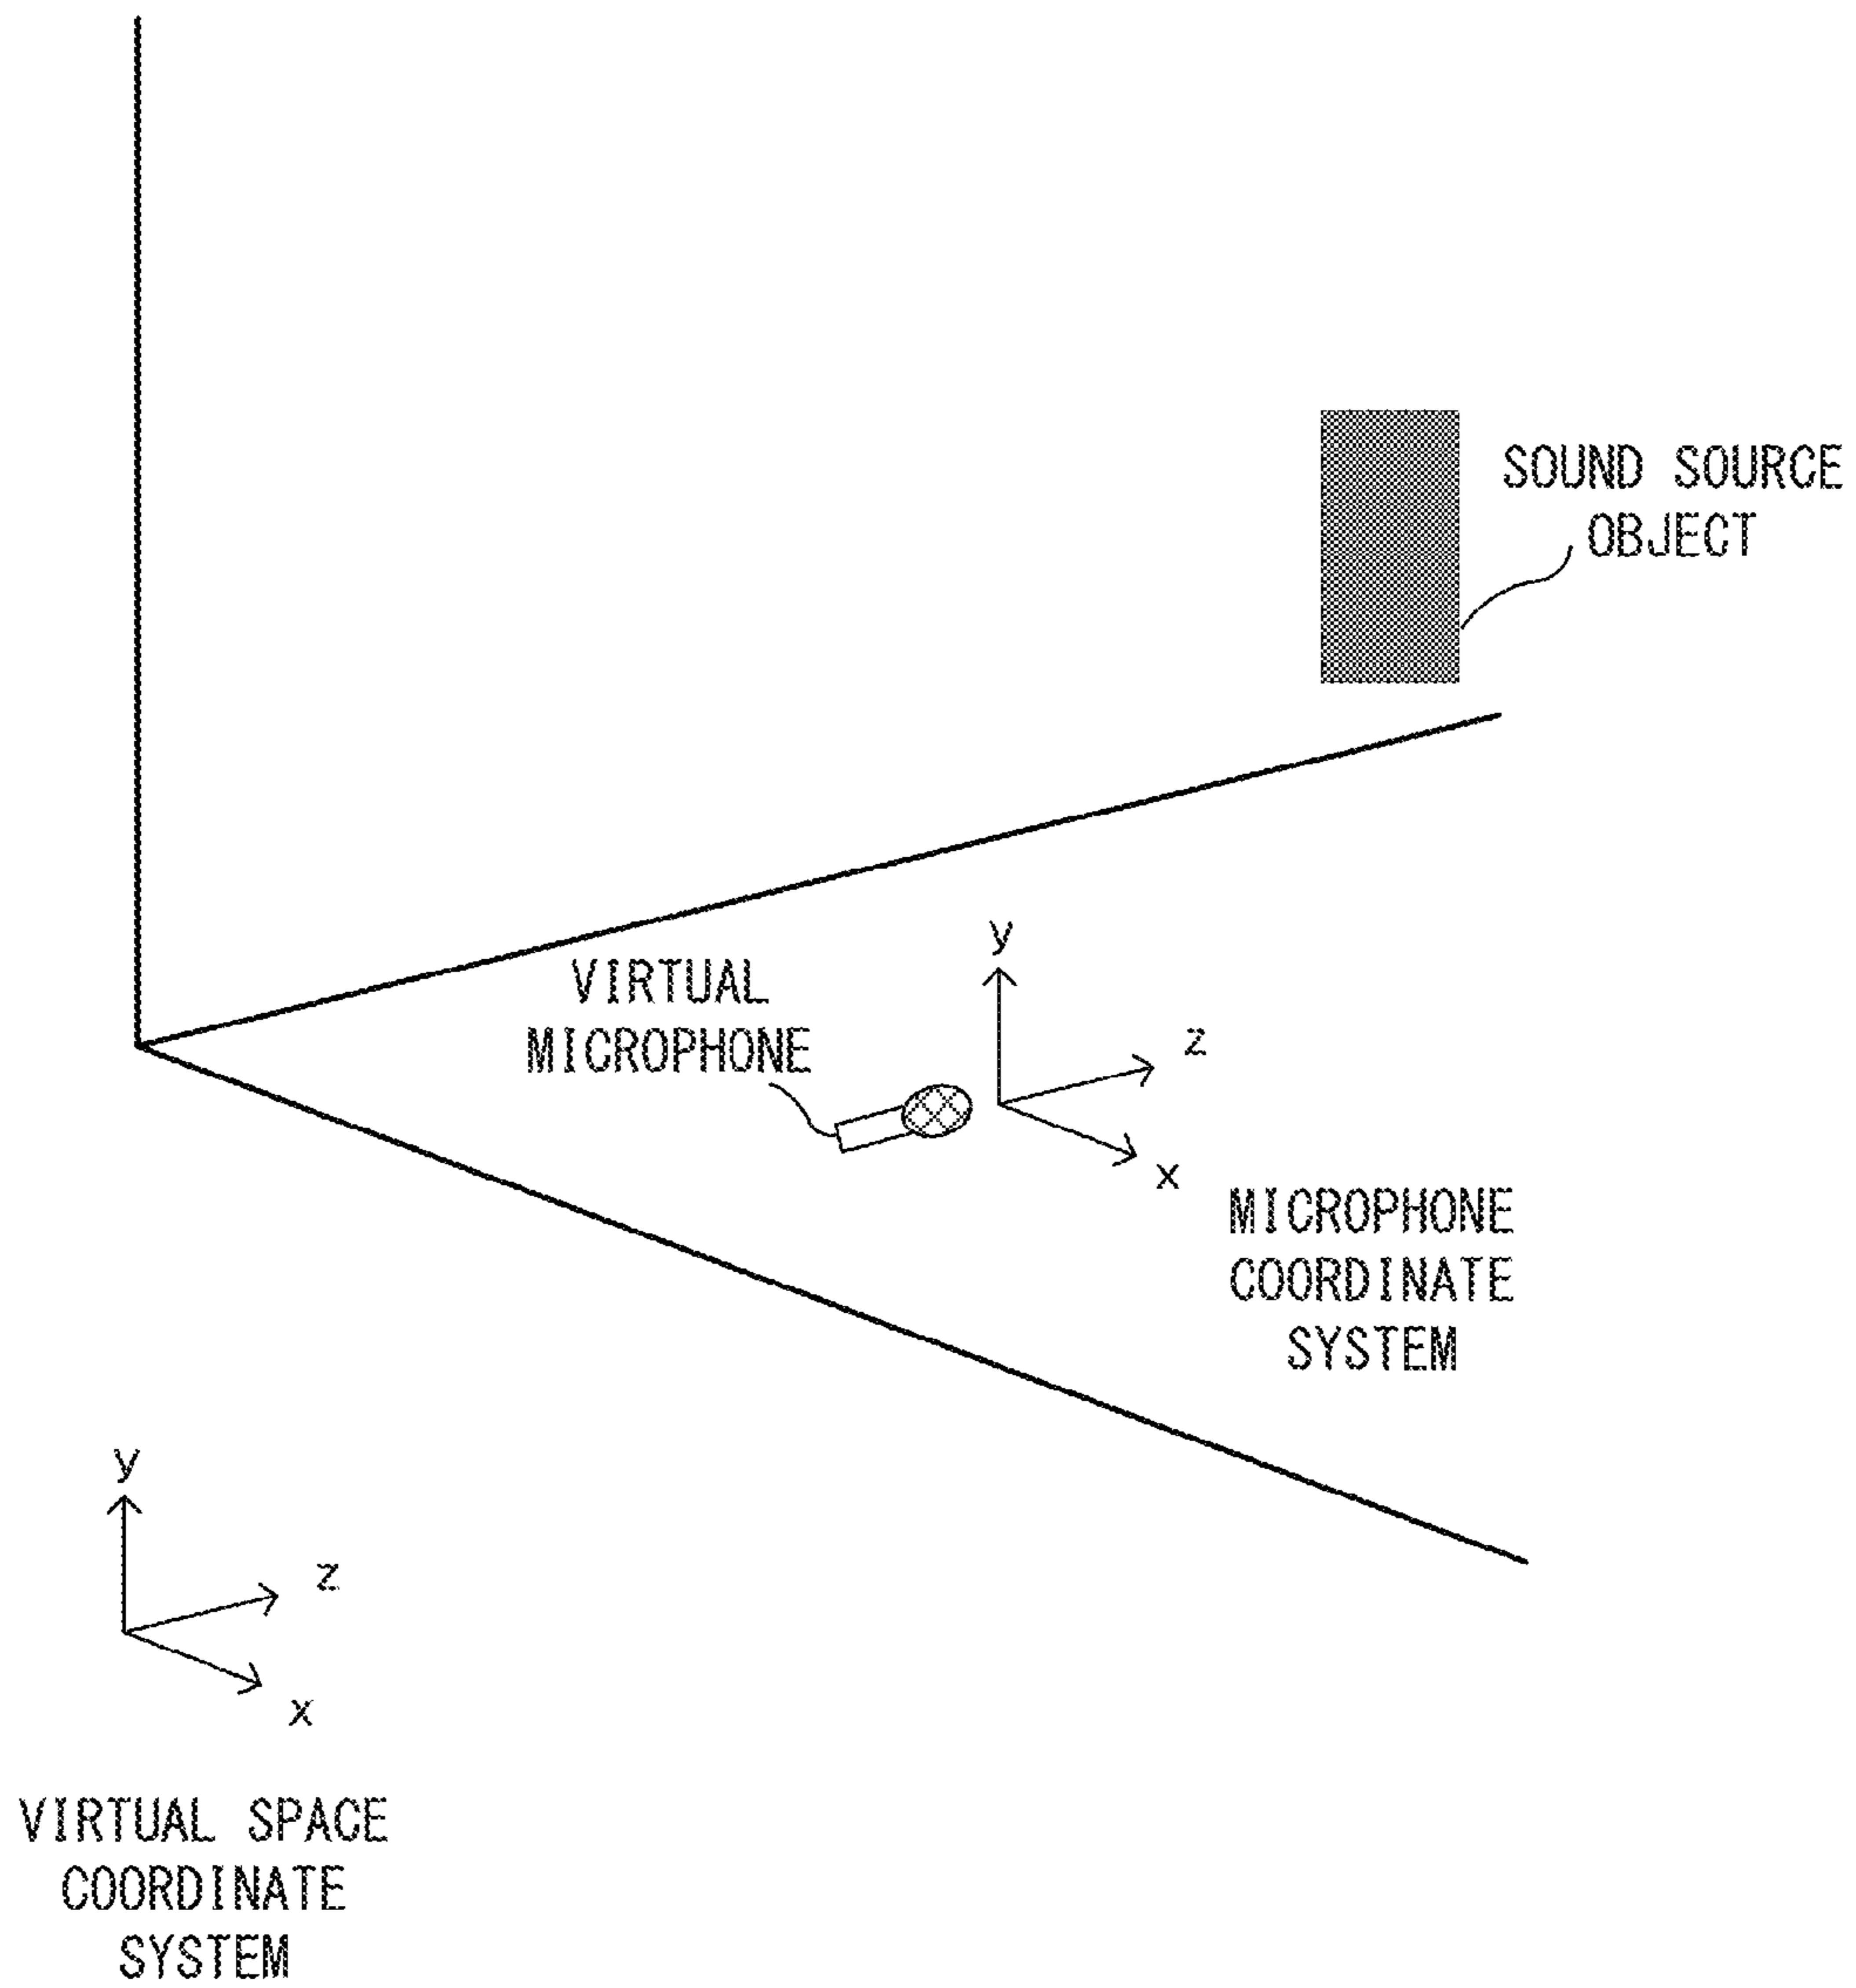 SOUND SOURCE
OBJECT
VIRTUAL
MICROPHONE
y
z
x
MICROPHONE
COORDINATE
SYSTEM
y
z
x
VIRTUAL SPACE
COORDINATE
SYSTEM